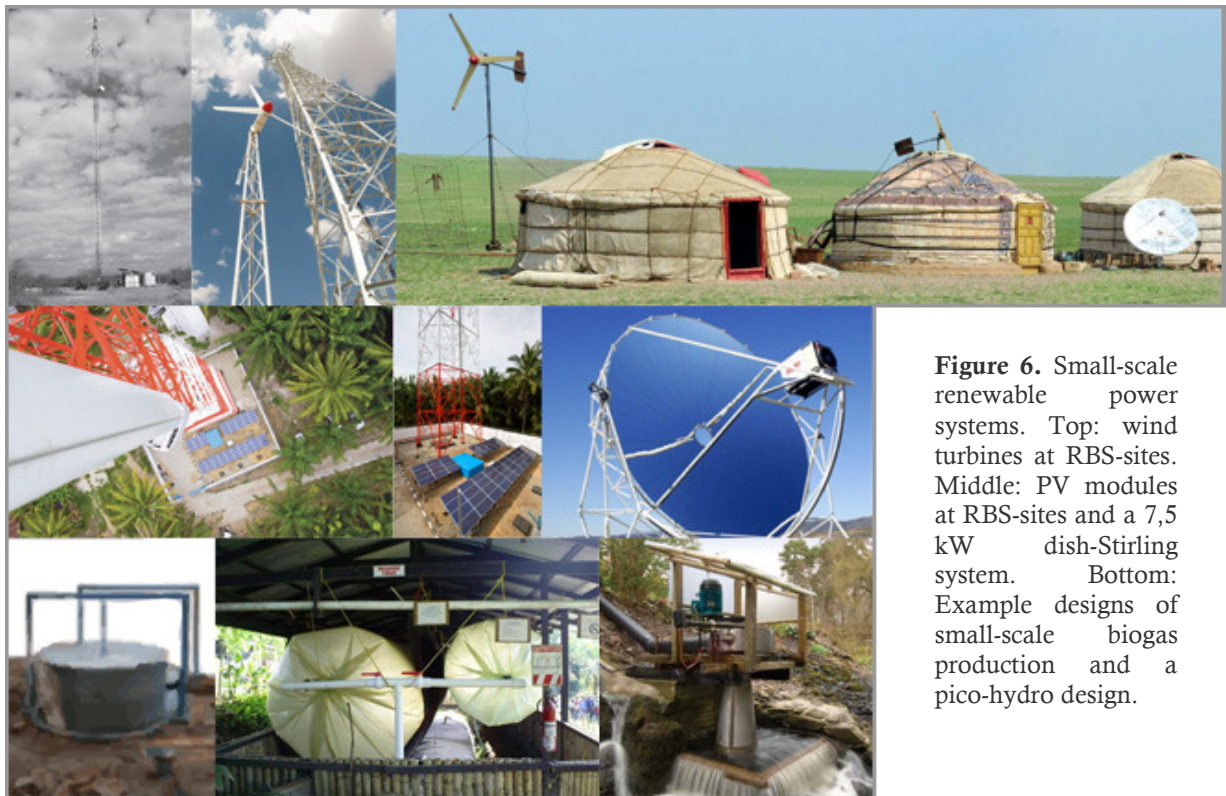 Figure 6. Small-scale
renewable power
systems. Top: wind
turbines at RBS-sites.
Middle: PV modules
at RBS-sites and a 7,5
kW dish-Stirling
system. Bottom:
Example designs of
small-scale biogas
production and a
pico-hydro design.